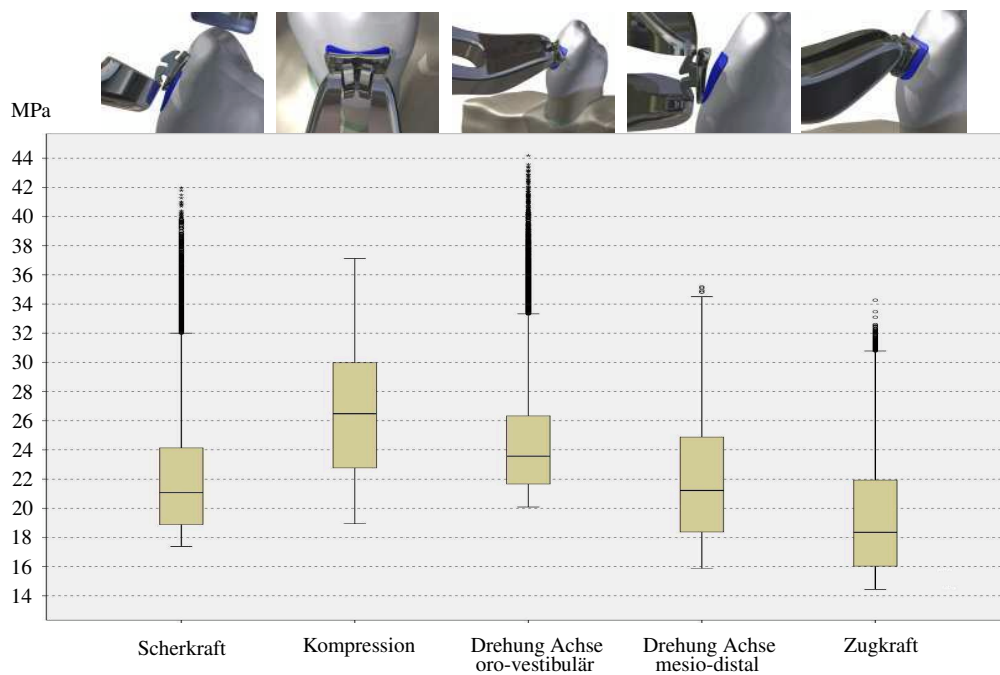 MPa
44
42
40
38
36
34
32
30
28
26
24
22
20
18
16
14
Scherkraft
Kompression
Drehung Achse
oro-vestibulär
Drehung Achse
mesio-distal
Zugkraft